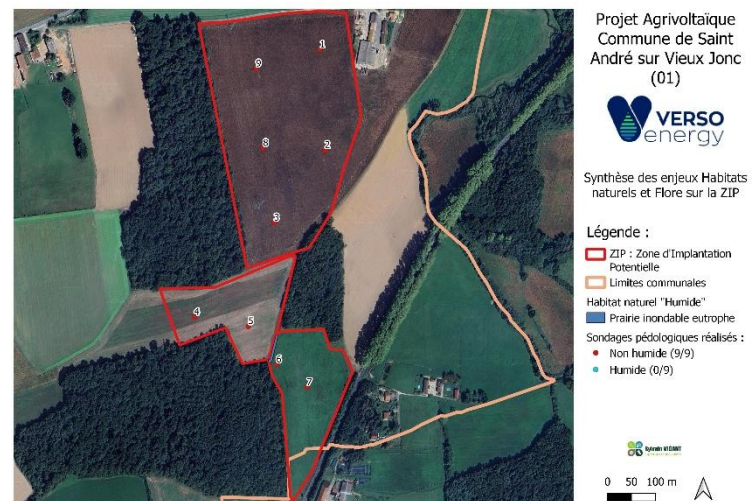 Projet Agrivoltaïque
Commune de Saint
André sur Vieux Jonc
(01)
VERSO
energy
Synthèse des enjeux Habitats
naturels et Flore sur la ZIP
Légende :
ZIP : Zone d'Implantation
Potentielle
Limites communales
Habitat naturel "Humide"
Prairie inondable eutrophe
Sondages pédologiques réalisés :
Non humide (9/9)
Humide (0/9)
0 50 100 m
1
9
8
2
3
4
5
6
7